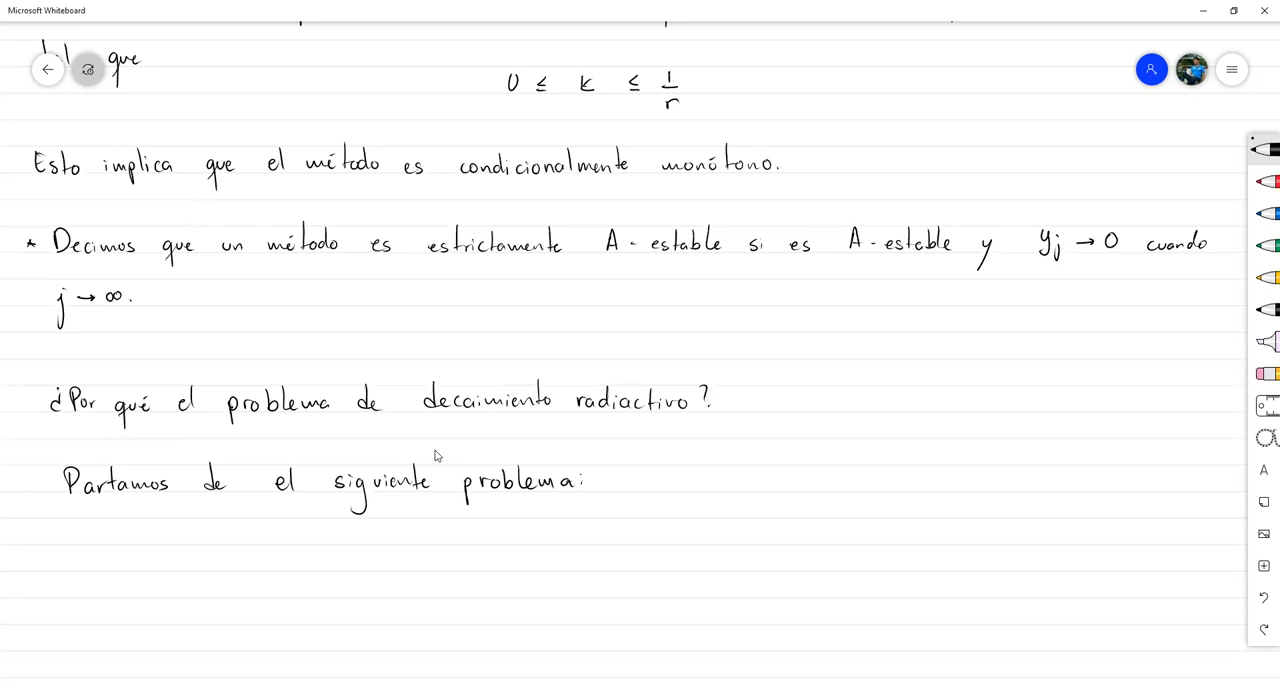 Microsoft Whiteboard
que
0 ≤ k ≤ 1/r
Esto implica que el método es condicionalmente monótono.
* Decimos que un método es estrictamente A-estable si es A-estable y yj → 0 cuando
j → ∞.
¿Por qué el problema de decaimiento radiactivo?
Partamos de el siguiente problema:
A